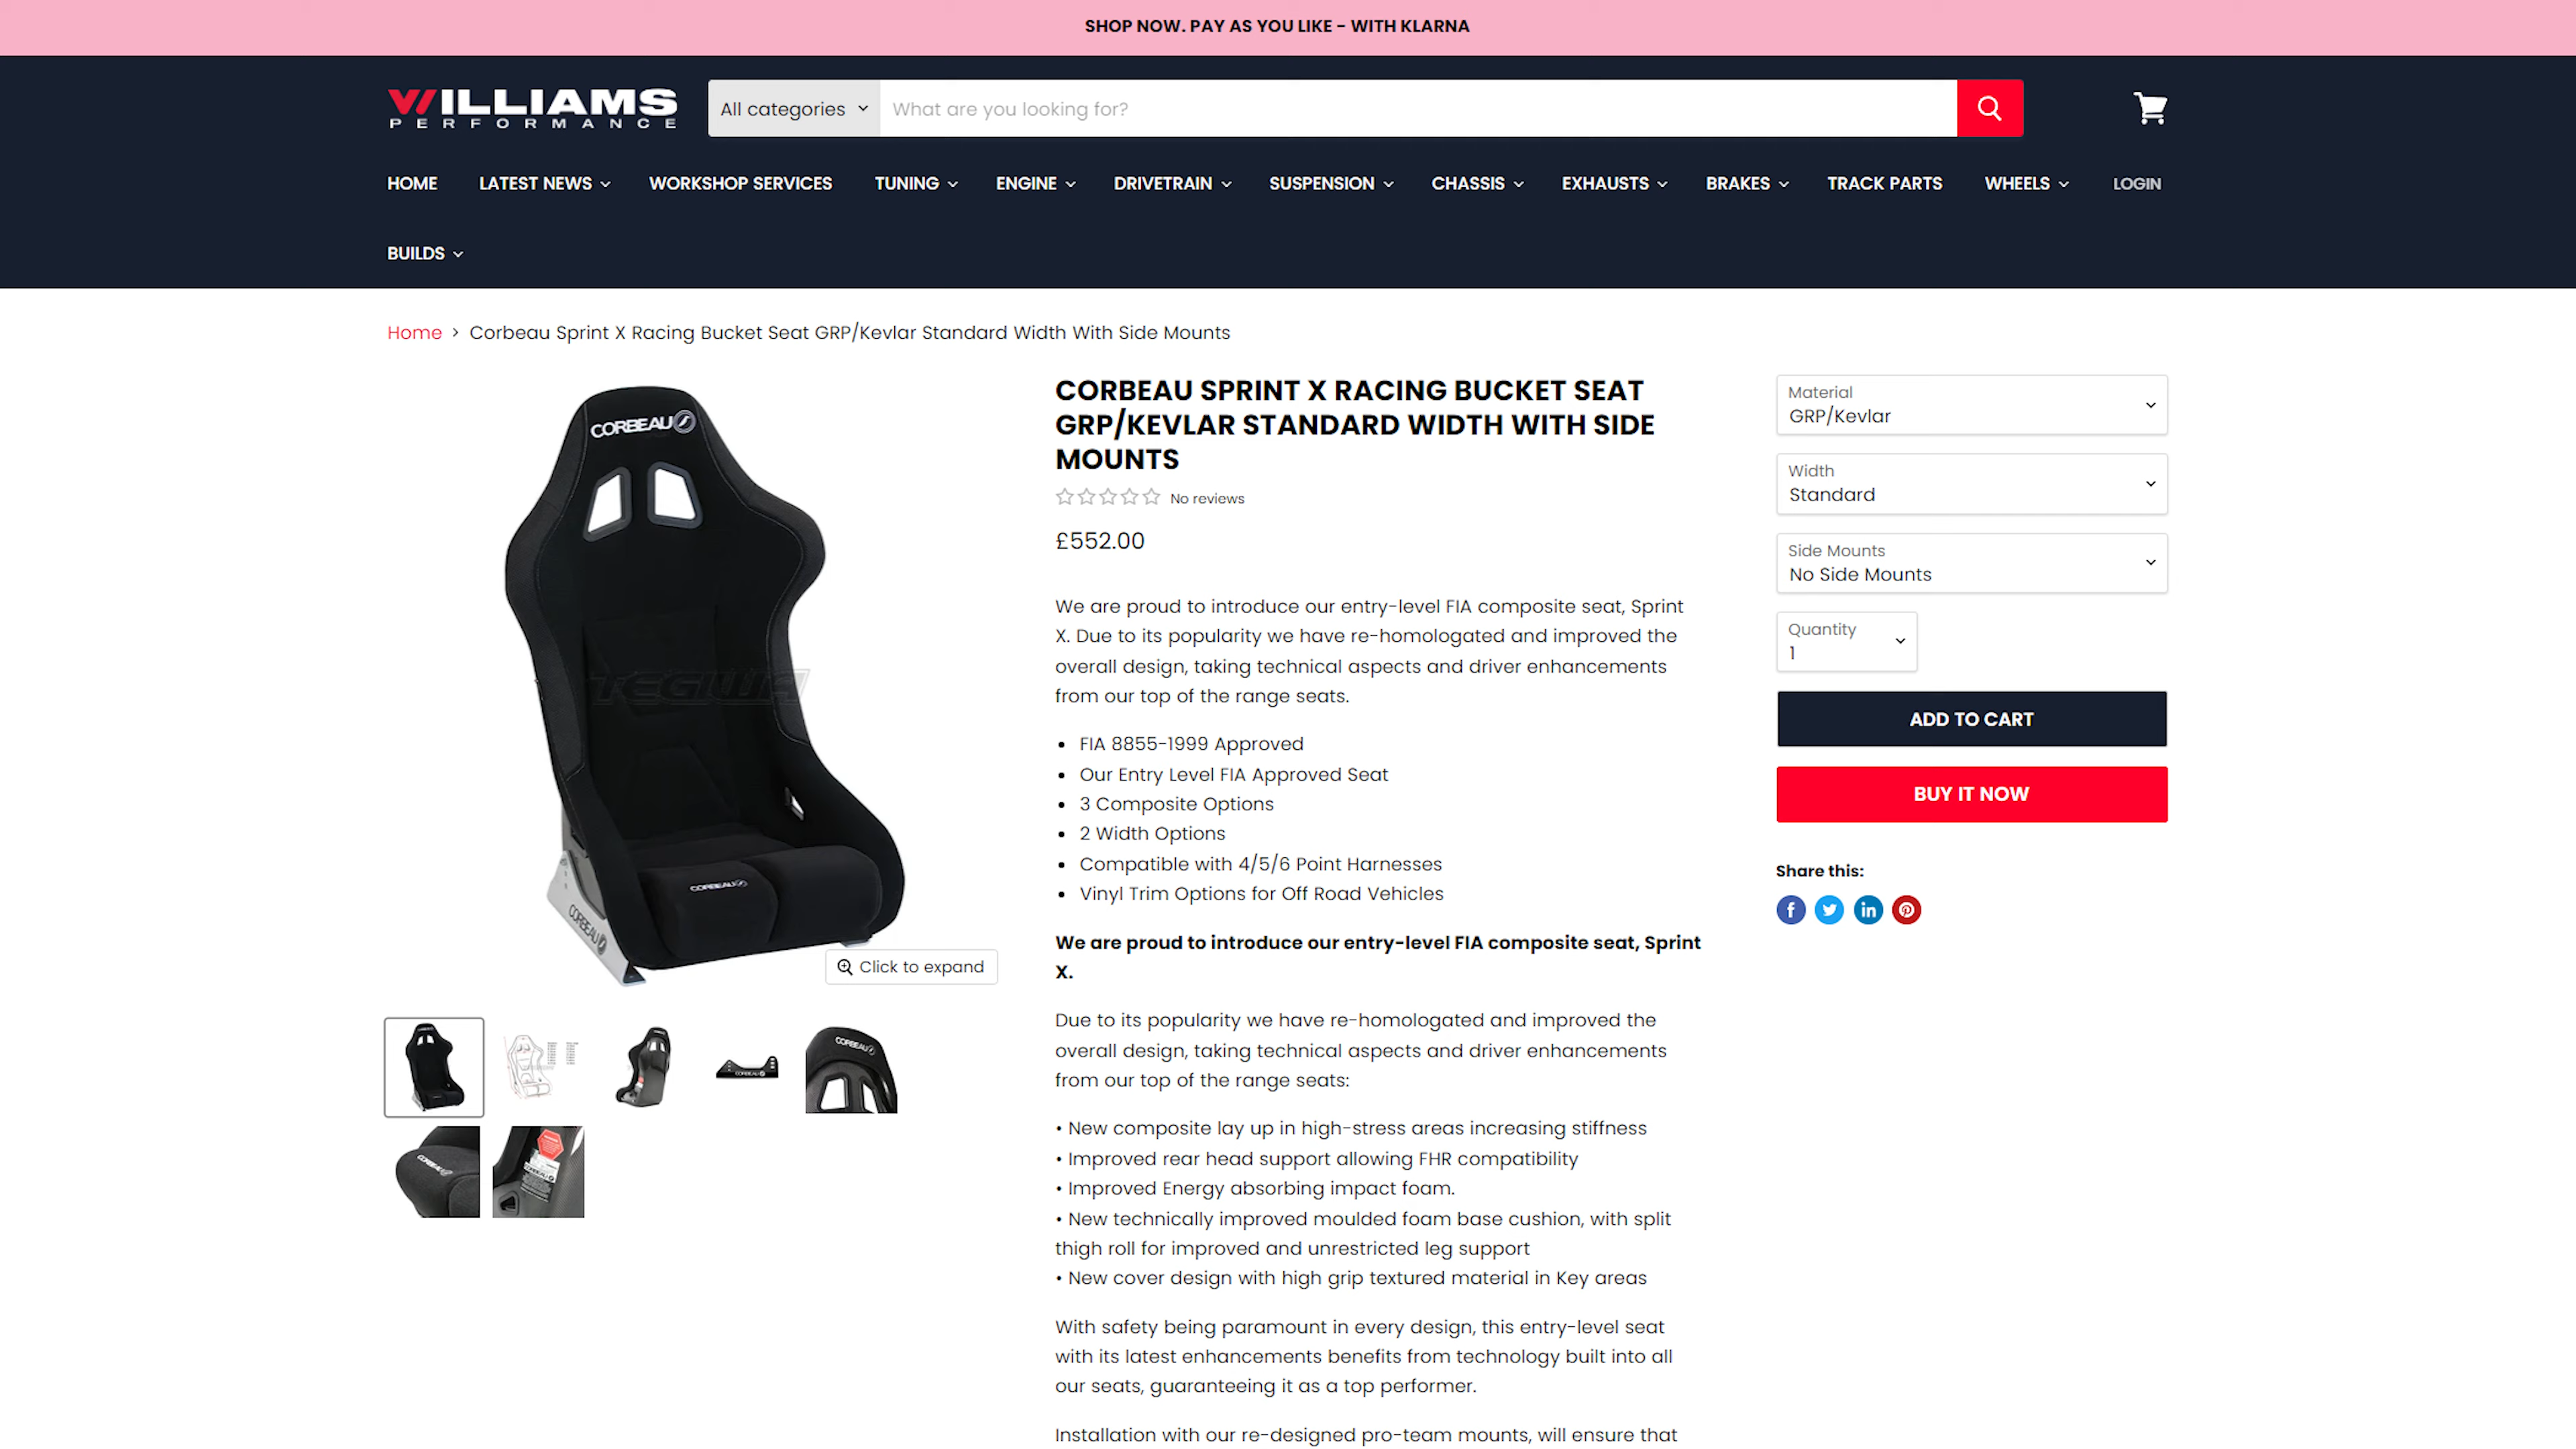 SHOP NOW. PAY AS YOU LIKE - WITH KLARNA
WILLIAMS
PERFORMANCE
All categories
What are you looking for?
HOME
LATEST NEWS
WORKSHOP SERVICES
TUNING
ENGINE
DRIVETRAIN
SUSPENSION
CHASSIS
EXHAUSTS
BRAKES
TRACK PARTS
WHEELS
LOGIN
BUILDS
Home > Corbeau Sprint X Racing Bucket Seat GRP/Kevlar Standard Width With Side Mounts
CORBEAU
TEGIWA
CORBEAU
CORBEAU
Click to expand
CORBEAU
CORBEAU
CORBEAU
CORBEAU
CORBEAU SPRINT X RACING BUCKET SEAT
GRP/KEVLAR STANDARD WIDTH WITH SIDE
MOUNTS
No reviews
£552.00
We are proud to introduce our entry-level FIA composite seat, Sprint
X. Due to its popularity we have re-homologated and improved the
overall design, taking technical aspects and driver enhancements
from our top of the range seats.
• FIA 8855-1999 Approved
• Our Entry Level FIA Approved Seat
• 3 Composite Options
• 2 Width Options
• Compatible with 4/5/6 Point Harnesses
• Vinyl Trim Options for Off Road Vehicles
We are proud to introduce our entry-level FIA composite seat, Sprint
X.
Due to its popularity we have re-homologated and improved the
overall design, taking technical aspects and driver enhancements
from our top of the range seats:
• New composite lay up in high-stress areas increasing stiffness
• Improved rear head support allowing FHR compatibility
• Improved Energy absorbing impact foam.
• New technically improved moulded foam base cushion, with split
thigh roll for improved and unrestricted leg support
• New cover design with high grip textured material in Key areas
With safety being paramount in every design, this entry-level seat
with its latest enhancements benefits from technology built into all
our seats, guaranteeing it as a top performer.
Installation with our re-designed pro-team mounts, will ensure that
Material
GRP/Kevlar
Width
Standard
Side Mounts
No Side Mounts
Quantity
1
ADD TO CART
BUY IT NOW
Share this: